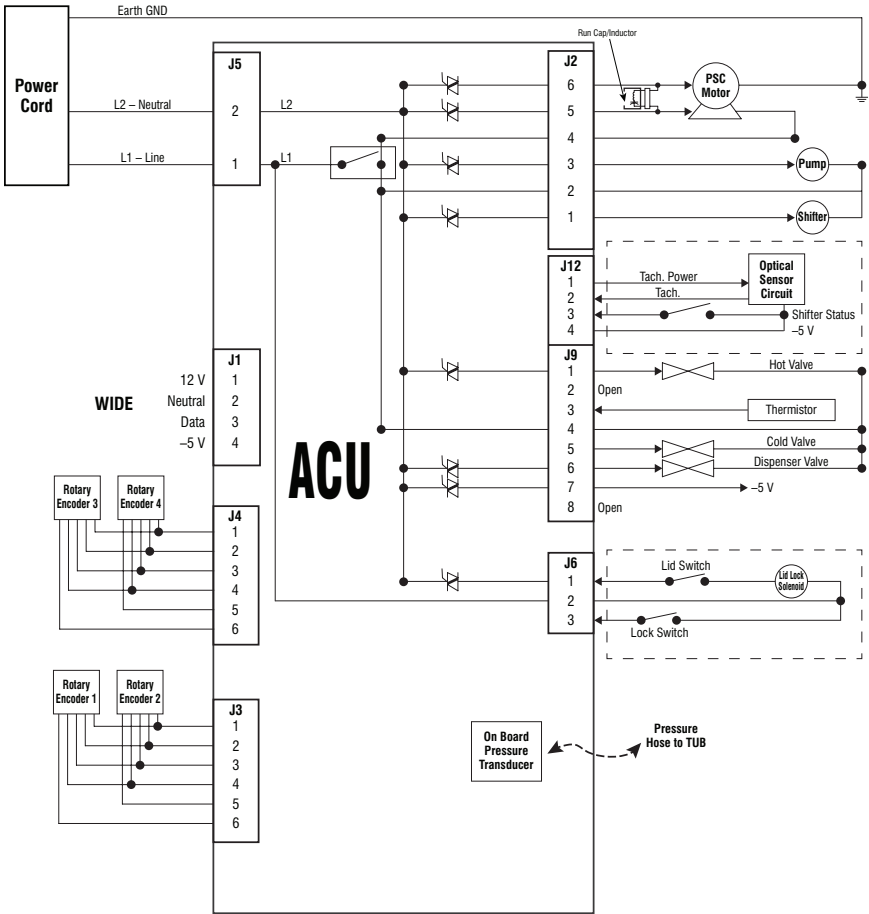 Earth GND
Power
Cord
L2 – Neutral
L1 – Line
J5
2
1
L2
L1
Run Cap/Inductor
J2
6
5
4
3
2
1
PSC
Motor
Pump
Shifter
J12
1
2
3
4
Tach. Power
Tach.
Optical
Sensor
Circuit
Shifter Status
–5 V
J1
1
2
3
4
12 V
Neutral
Data
–5 V
WIDE
ACU
J9
1
2
3
4
5
6
7
8
Hot Valve
Open
Thermistor
Cold Valve
Dispenser Valve
–5 V
Open
Rotary
Encoder 3
Rotary
Encoder 4
J4
1
2
3
4
5
6
J6
1
2
3
Lid Switch
Lid Lock
Solenoid
Lock Switch
Rotary
Encoder 1
Rotary
Encoder 2
J3
1
2
3
4
5
6
On Board
Pressure
Transducer
Pressure
Hose to TUB